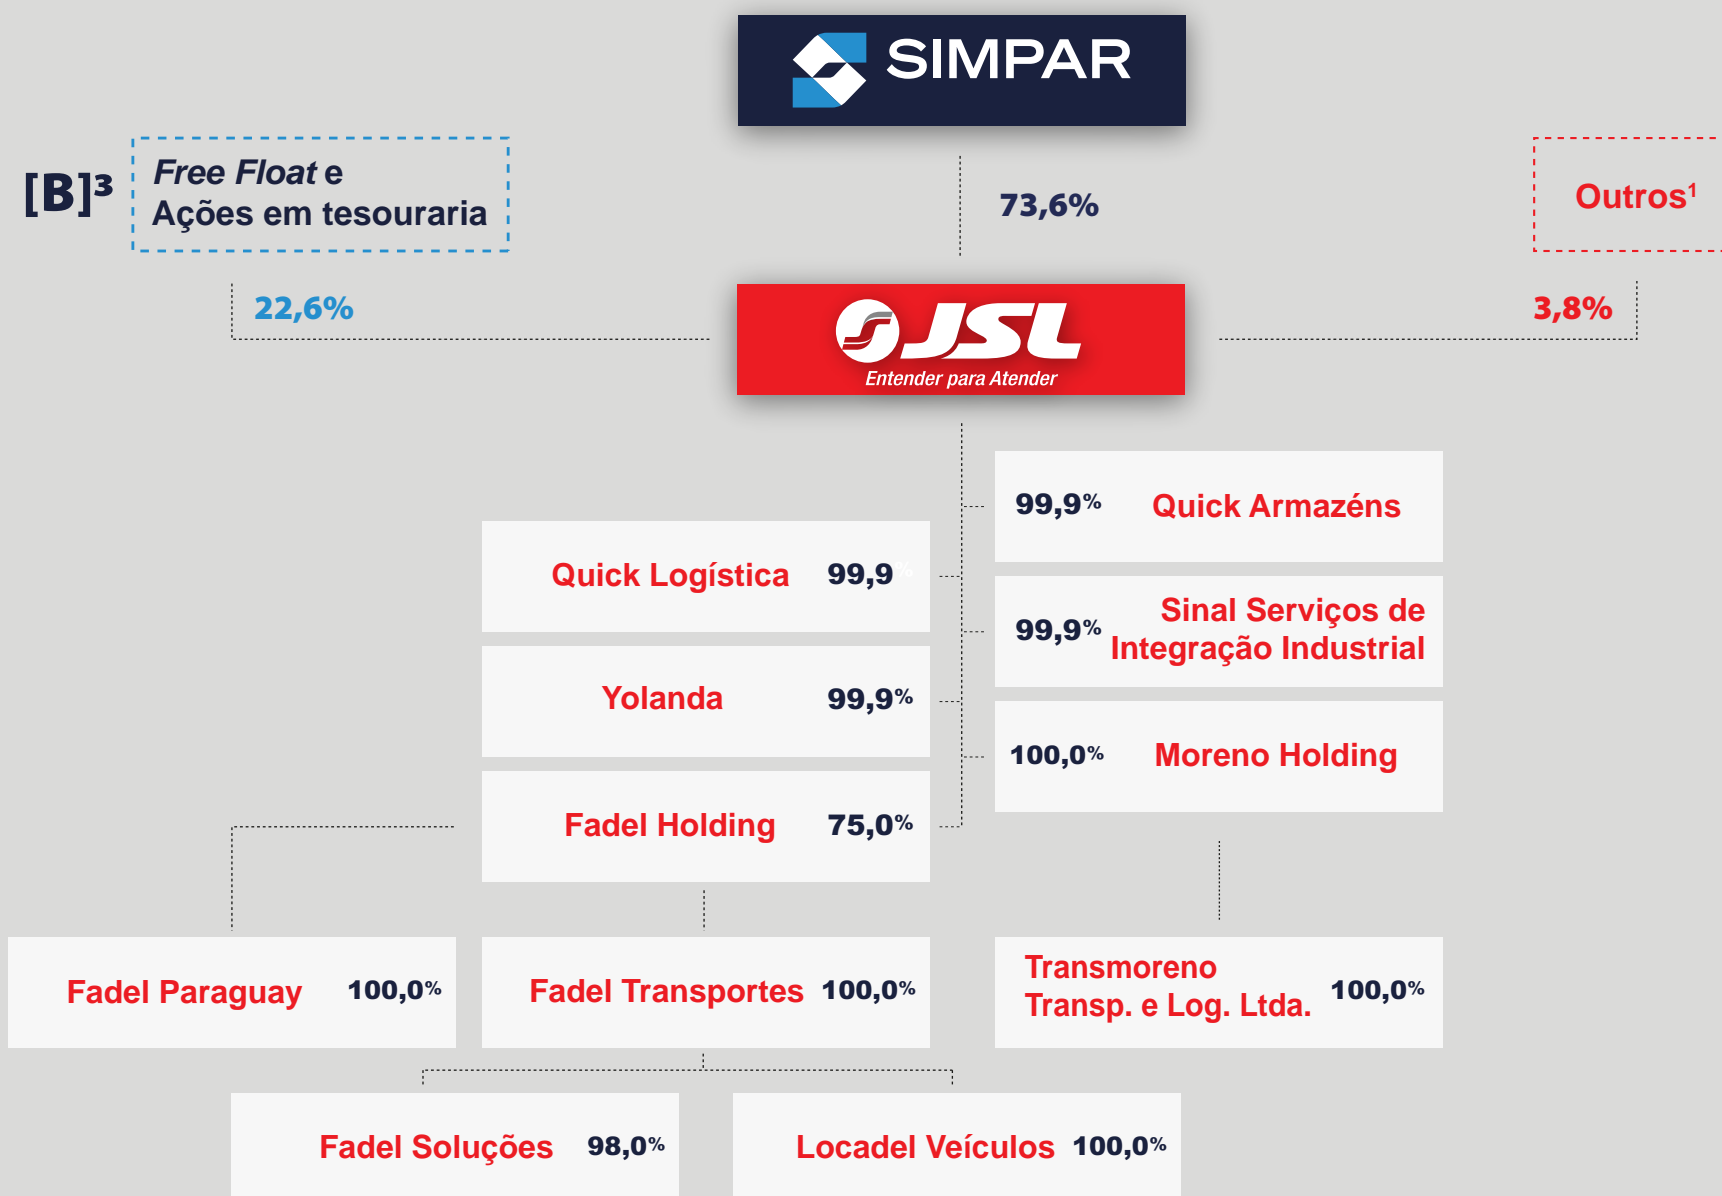 SIMPAR
[B]³
Free Float e
Ações em tesouraria
73,6%
Outros¹
22,6%
3,8%
JSL
Entender para Atender
99,9% Quick Armazéns
Quick Logística 99,9%
99,9% Sinal Serviços de
Integração Industrial
Yolanda 99,9%
100,0% Moreno Holding
Fadel Holding 75,0%
Fadel Paraguay 100,0%
Fadel Transportes 100,0%
Transmoreno
Transp. e Log. Ltda. 100,0%
Fadel Soluções 98,0%
Locadel Veículos 100,0%